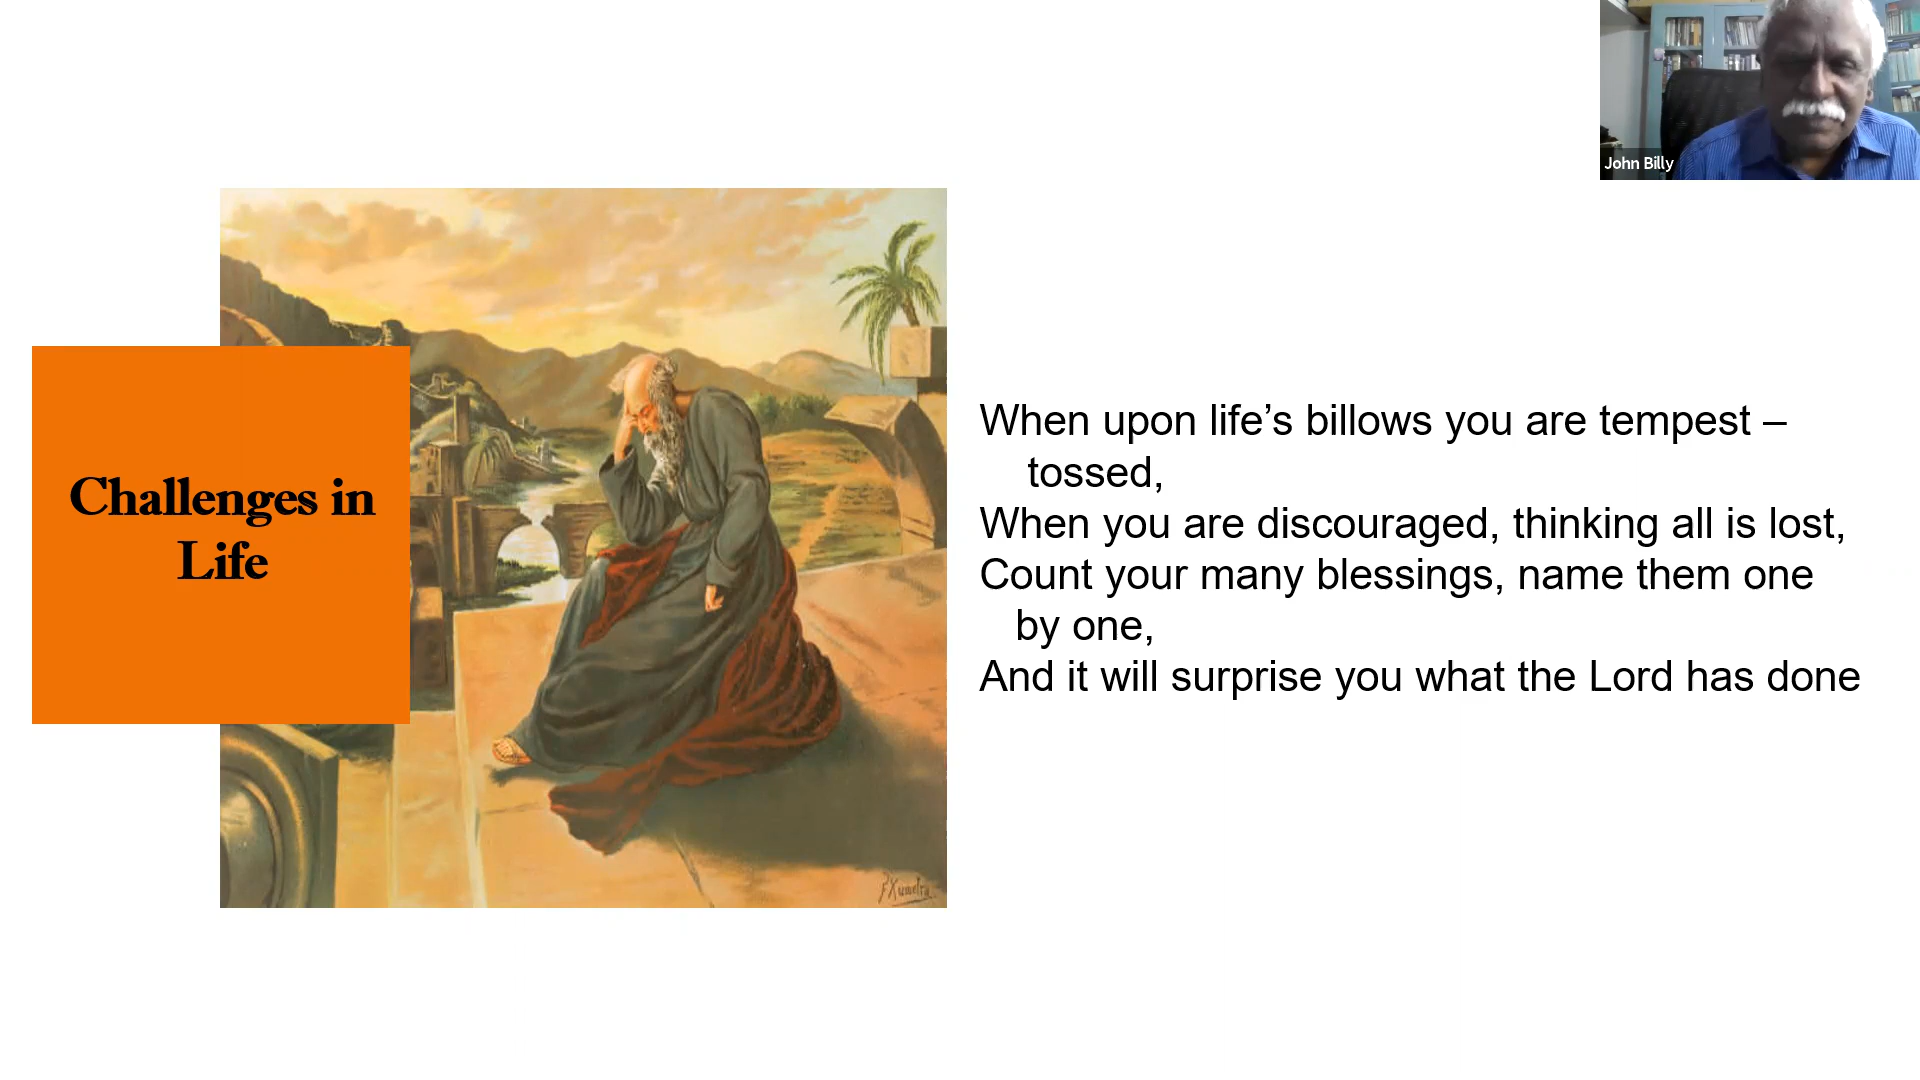 John Billy
Challenges in
Life
When upon life’s billows you are tempest –
tossed,
When you are discouraged, thinking all is lost,
Count your many blessings, name them one
by one,
And it will surprise you what the Lord has done